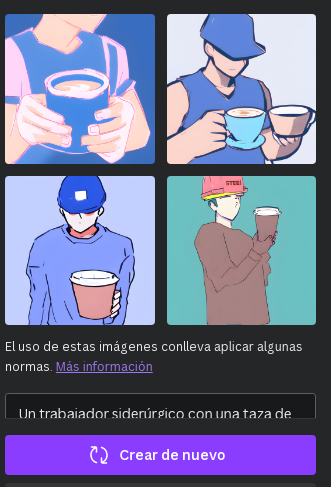 STEEL
El uso de estas imágenes conlleva aplicar algunas
normas. Más información
Un trabajador siderúrgico con una taza de
Crear de nuevo